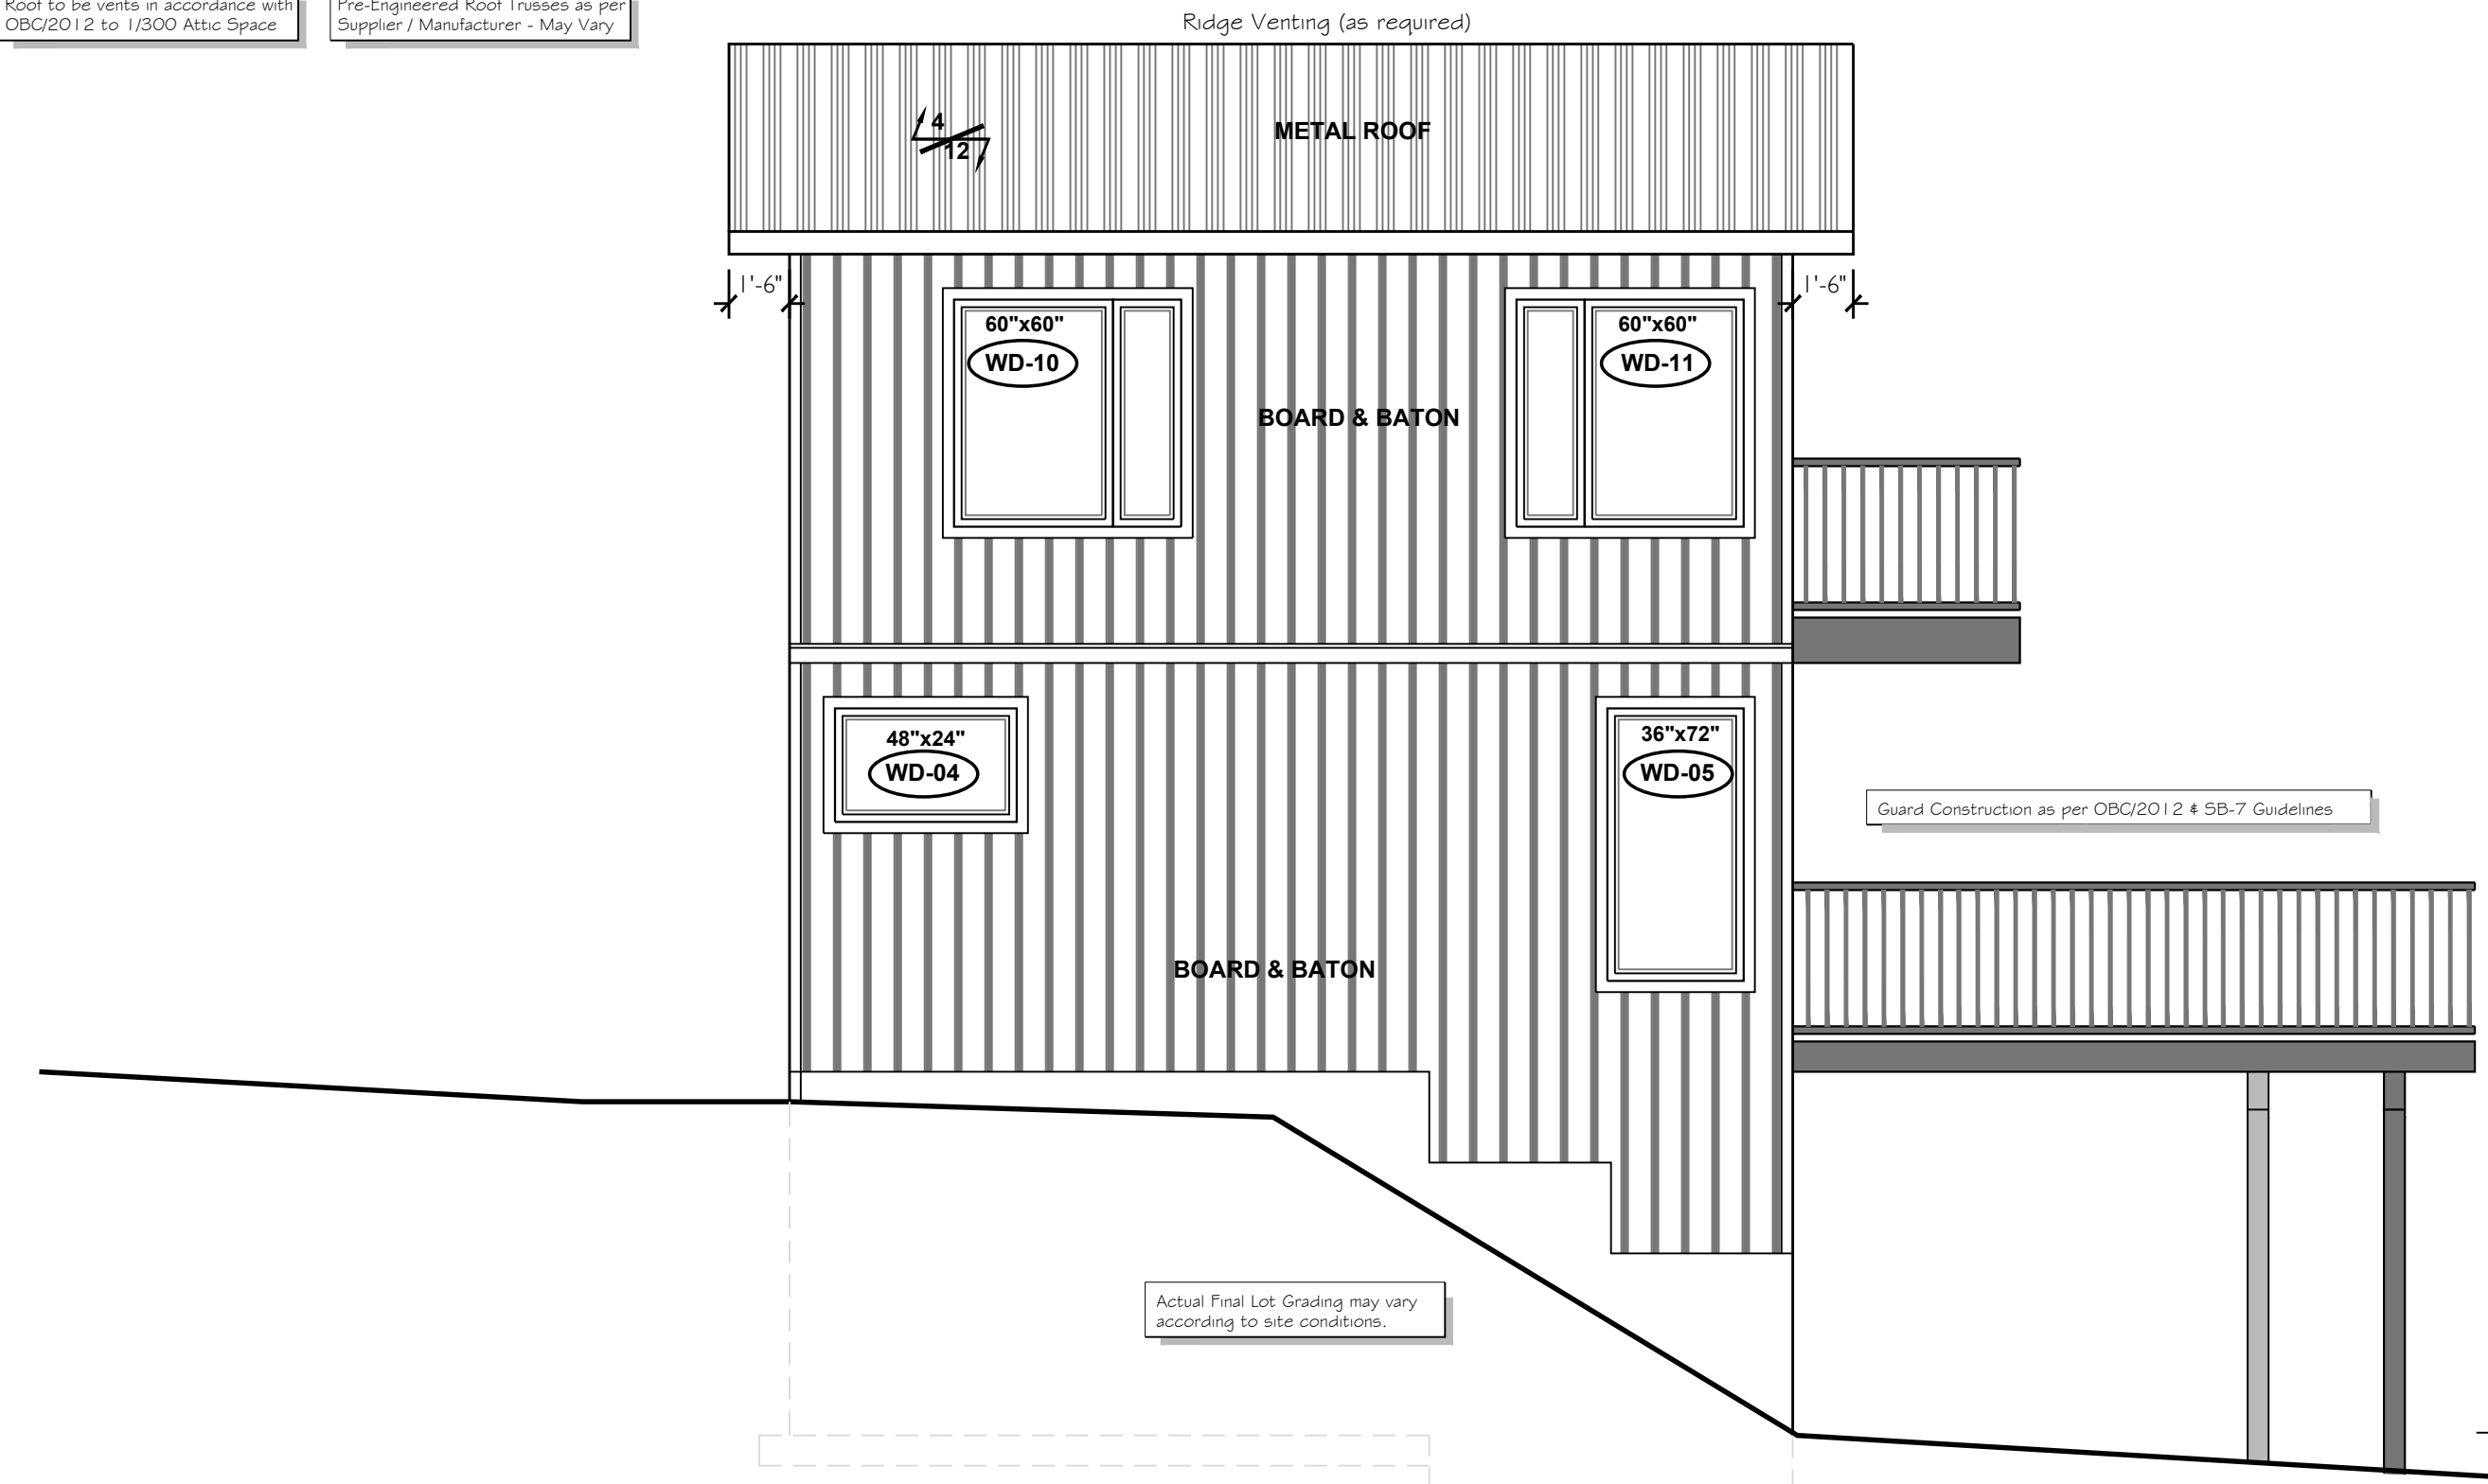 Roof to be vents in accordance with
OBC/2012 to 1/300 Attic Space
Pre-Engineered Roof Trusses as per
Supplier / Manufacturer - May Vary
Ridge Venting (as required)
4
12
METAL ROOF
1'-6"
1'-6"
60"x60"
WD-10
60"x60"
WD-11
BOARD & BATON
48"x24"
WD-04
36"x72"
WD-05
Guard Construction as per OBC/2012 & SB-7 Guidelines
BOARD & BATON
Actual Final Lot Grading may vary
according to site conditions.